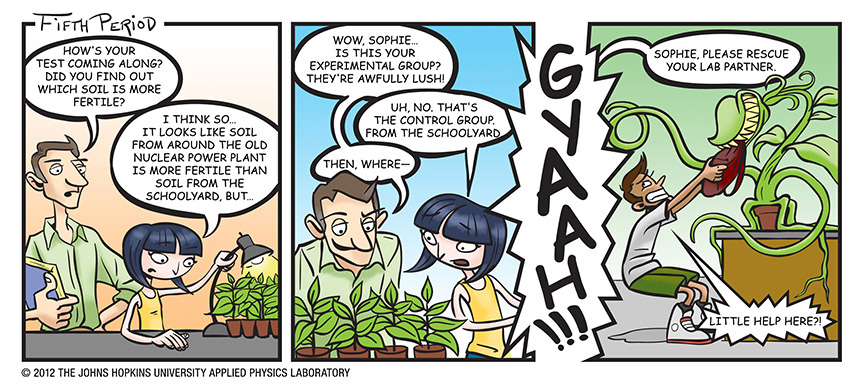 FIFTH PERIOD
HOW'S YOUR
TEST COMING ALONG?
DID YOU FIND OUT
WHICH SOIL IS MORE
FERTILE?
I THINK SO...
IT LOOKS LIKE SOIL
FROM AROUND THE OLD
NUCLEAR POWER PLANT
IS MORE FERTILE THAN
SOIL FROM THE
SCHOOLYARD, BUT...
WOW, SOPHIE...
IS THIS YOUR
EXPERIMENTAL GROUP?
THEY'RE AWFULLY LUSH!
UH, NO. THAT'S
THE CONTROL GROUP.
FROM THE SCHOOLYARD
THEN, WHERE—
GYAAH!!!
SOPHIE, PLEASE RESCUE
YOUR LAB PARTNER.
LITTLE HELP HERE?!
© 2012 THE JOHNS HOPKINS UNIVERSITY APPLIED PHYSICS LABORATORY